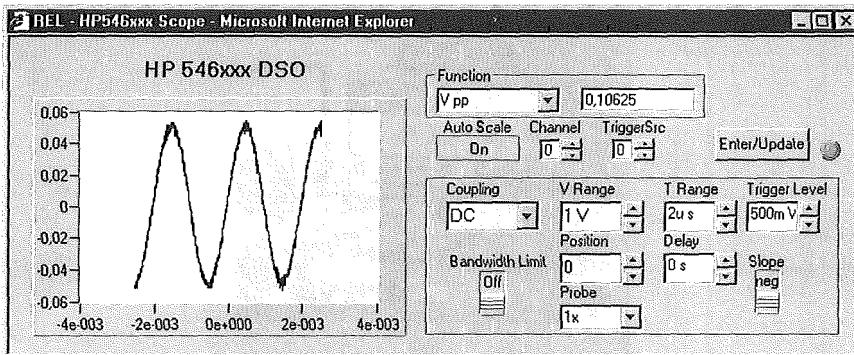 REL - HP546xxx Scope - Microsoft Internet Explorer
HP 546xxx DSO
0,06
0,04
0,02
0
-0,02
-0,04
-0,06
-4e-003 -2e-003 0e+000 2e-003 4e-003
Function
V pp 0,10625
Auto Scale Channel TriggerSrc
On 0 0 Enter/Update
Coupling V Range T Range Trigger Level
DC 1 V 2u s 500m V
Position Delay
Bandwidth Limit 0 0 s Slope
Off neg
Probe
1x